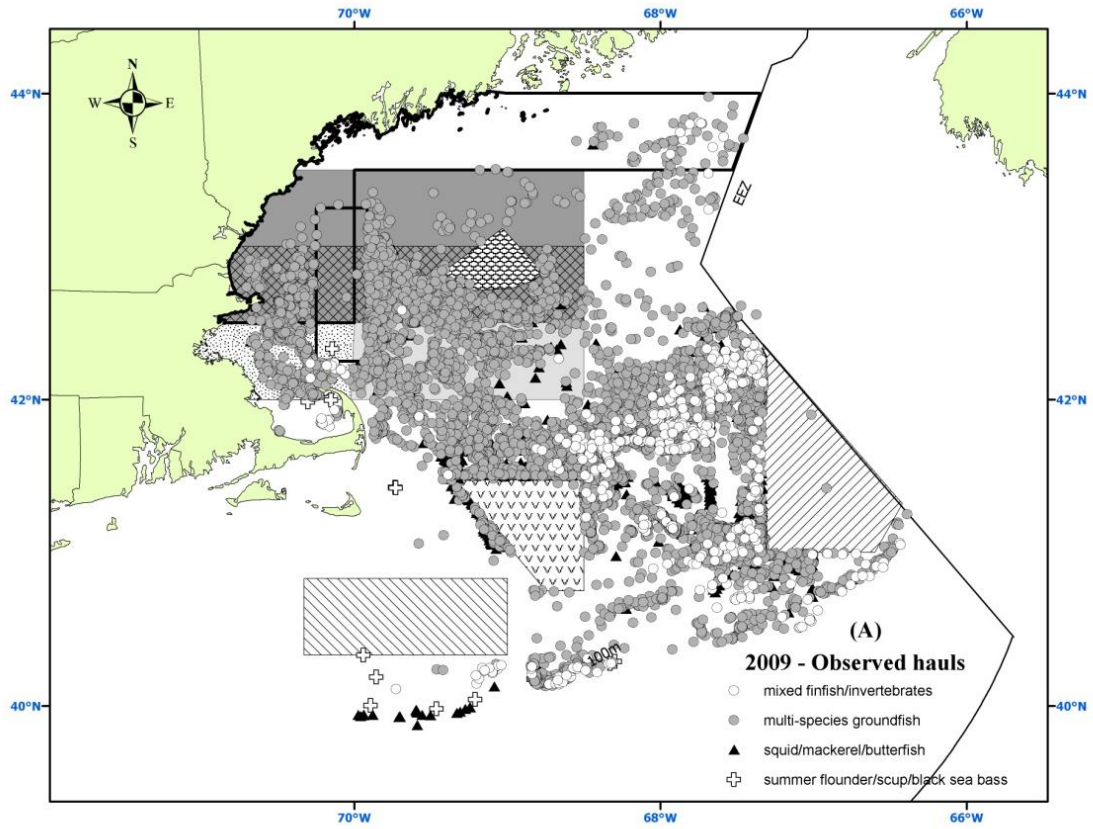 70°W 68°W 66°W
N
W E
S
44°N 44°N
EEZ
42°N 42°N
100m
(A)
2009 - Observed hauls
mixed finfish/invertebrates
multi-species groundfish
squid/mackerel/butterfish
summer flounder/scup/black sea bass
40°N 40°N
70°W 68°W 66°W